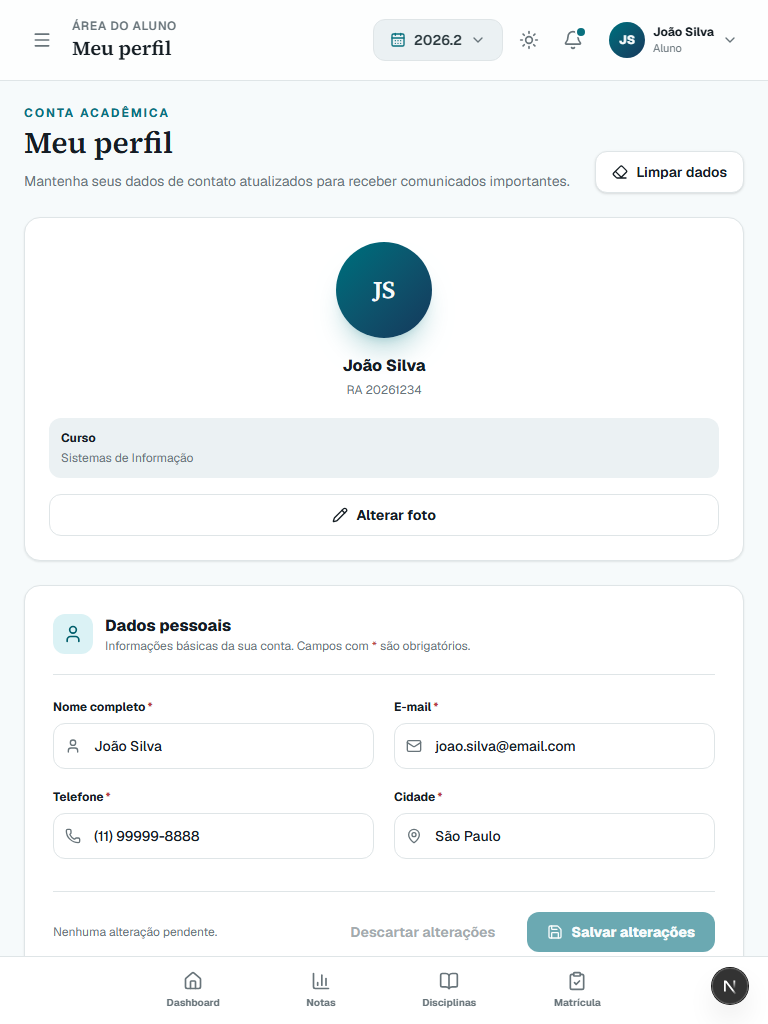 ÁREA DO ALUNO
Meu perfil
2026.2
JS
João Silva
Aluno
CONTA ACADÊMICA
Meu perfil
Mantenha seus dados de contato atualizados para receber comunicados importantes.
Limpar dados
JS
João Silva
RA 20261234
Curso
Sistemas de Informação
Alterar foto
Dados pessoais
Informações básicas da sua conta. Campos com * são obrigatórios.
Nome completo *
E-mail *
João Silva
joao.silva@email.com
Telefone *
Cidade *
(11) 99999-8888
São Paulo
Nenhuma alteração pendente.
Descartar alterações
Salvar alterações
Dashboard
Notas
Disciplinas
Matrícula
N